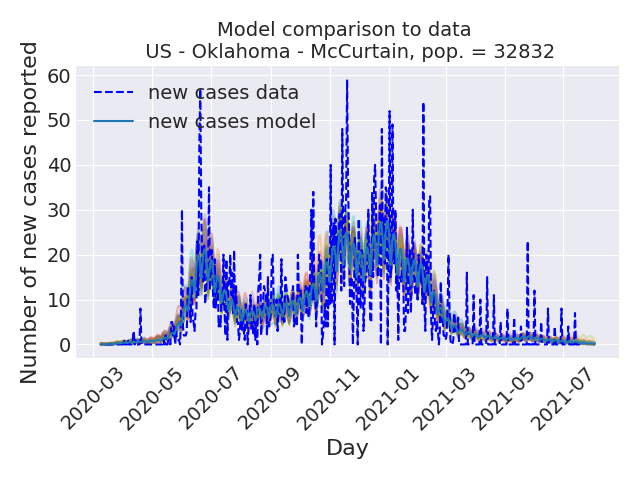 Model comparison to data
US - Oklahoma - McCurtain, pop. = 32832
Number of new cases reported
60
50
40
30
20
10
0
new cases data
new cases model
2020-03
2020-05
2020-07
2020-09
2020-11
2021-01
2021-03
2021-05
2021-07
Day